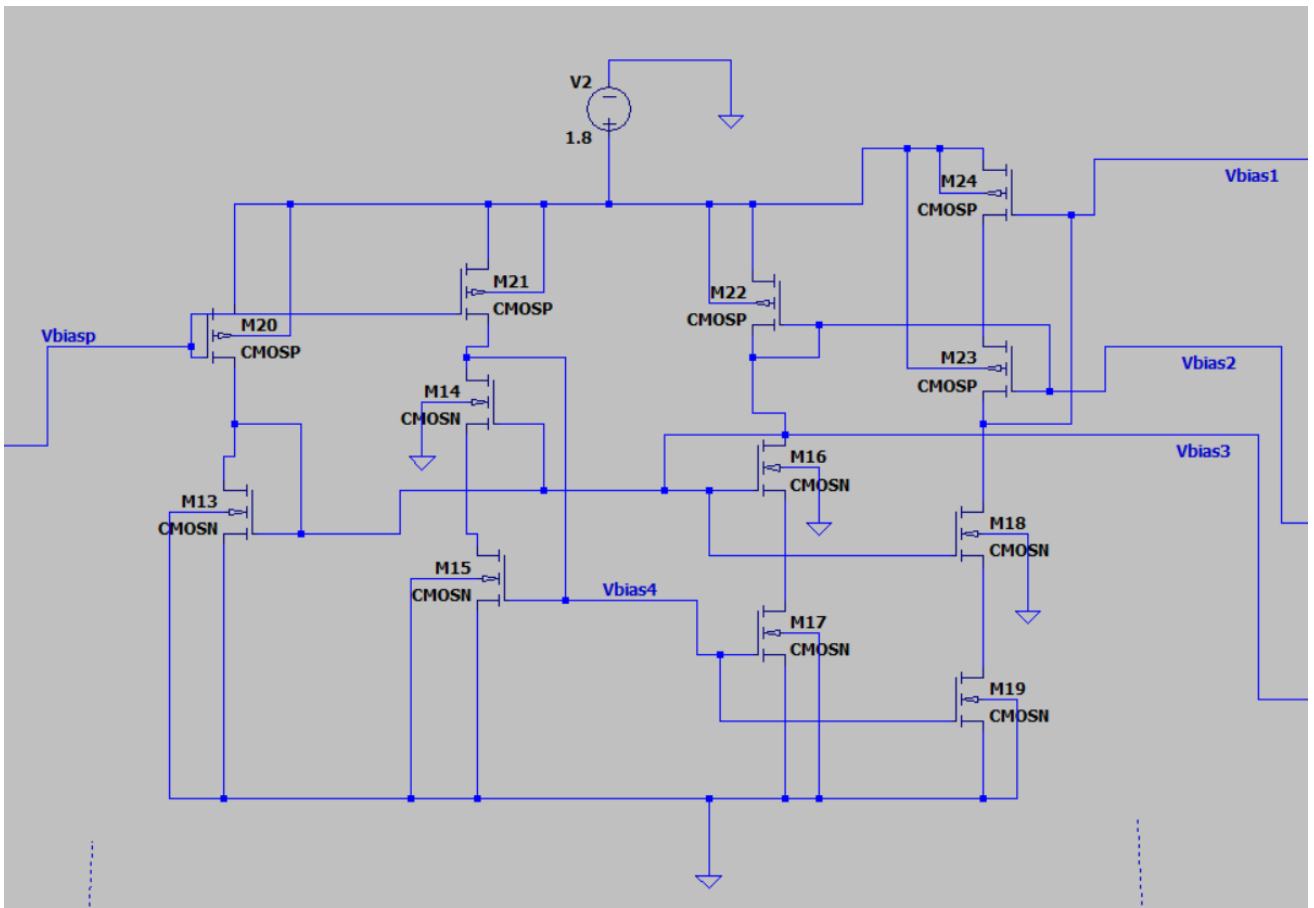 V2
1.8
M24
CMOSP
Vbias1
M21
CMOSP
M22
CMOSP
Vbiasp
M20
CMOSP
M23
CMOSP
Vbias2
M14
CMOSN
M16
CMOSN
Vbias3
M13
CMOSN
M18
CMOSN
M15
CMOSN
Vbias4
M17
CMOSN
M19
CMOSN